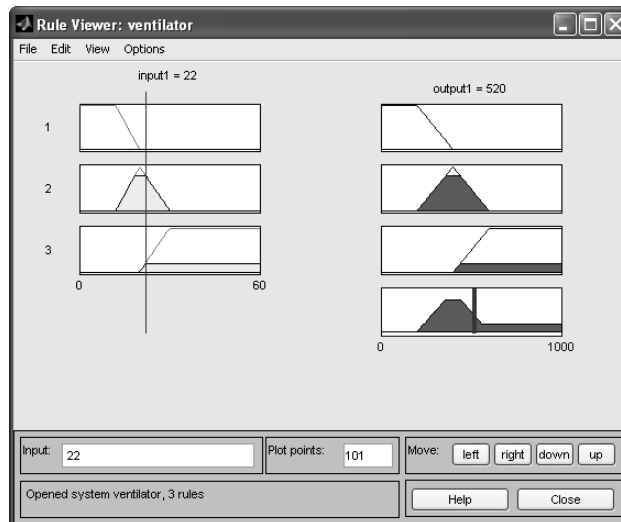 Rule Viewer: ventilator
File Edit View Options
input1 = 22
output1 = 520
1
2
3
0 60
0 1000
Input: 22 Plot points: 101 Move: left right down up
Opened system ventilator, 3 rules Help Close